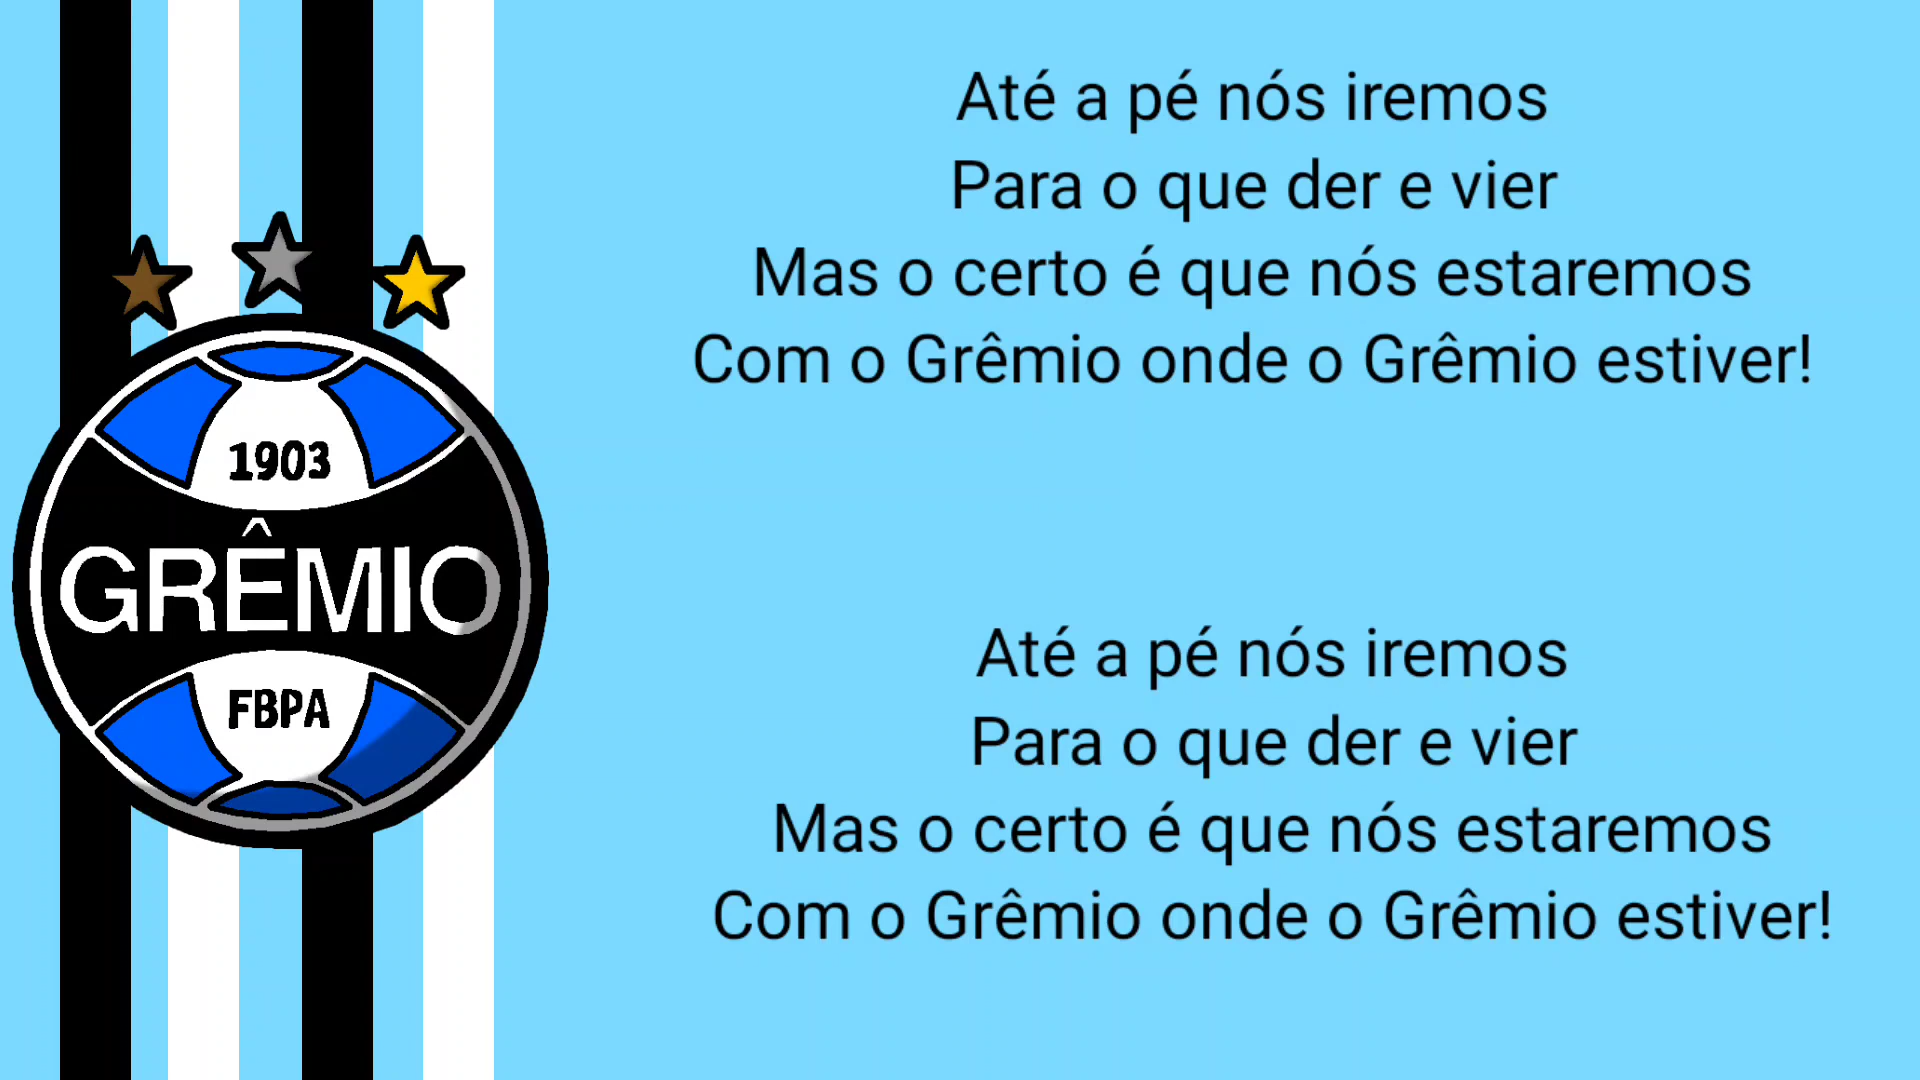 1903
GRÊMIO
FBPA
Até a pé nós iremos
Para o que der e vier
Mas o certo é que nós estaremos
Com o Grêmio onde o Grêmio estiver!
Até a pé nós iremos
Para o que der e vier
Mas o certo é que nós estaremos
Com o Grêmio onde o Grêmio estiver!